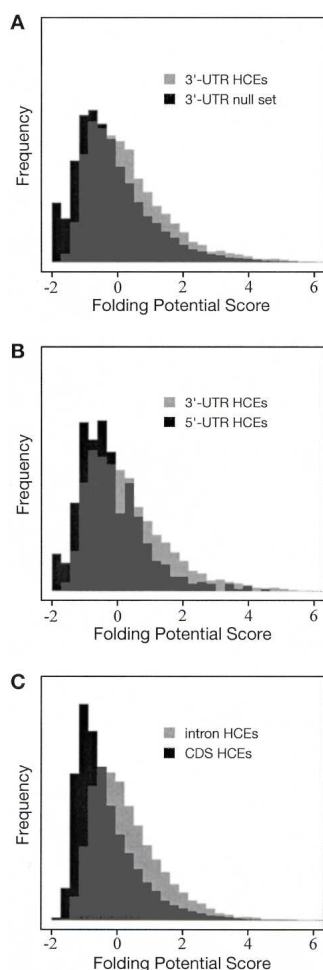 A
3'-UTR HCEs
3'-UTR null set
Frequency
-2 0 2 4 6
Folding Potential Score
B
3'-UTR HCEs
5'-UTR HCEs
Frequency
-2 0 2 4 6
Folding Potential Score
C
intron HCEs
CDS HCEs
Frequency
-2 0 2 4 6
Folding Potential Score